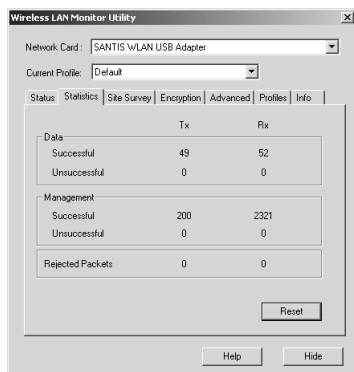 Wireless LAN Monitor Utility
Network Card : SANTIS WLAN USB Adapter
Current Profile: Default
Status Statistics Site Survey Encryption Advanced Profiles Info
Tx Rx
Data
Successful 49 52
Unsuccessful 0 0
Management
Successful 200 2321
Unsuccessful 0 0
Rejected Packets 0 0
Reset
Help Hide